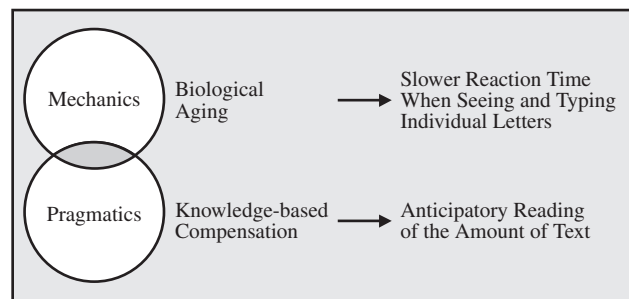 Mechanics
Biological
Aging
Slower Reaction Time
When Seeing and Typing
Individual Letters
Pragmatics
Knowledge-based
Compensation
Anticipatory Reading
of the Amount of Text